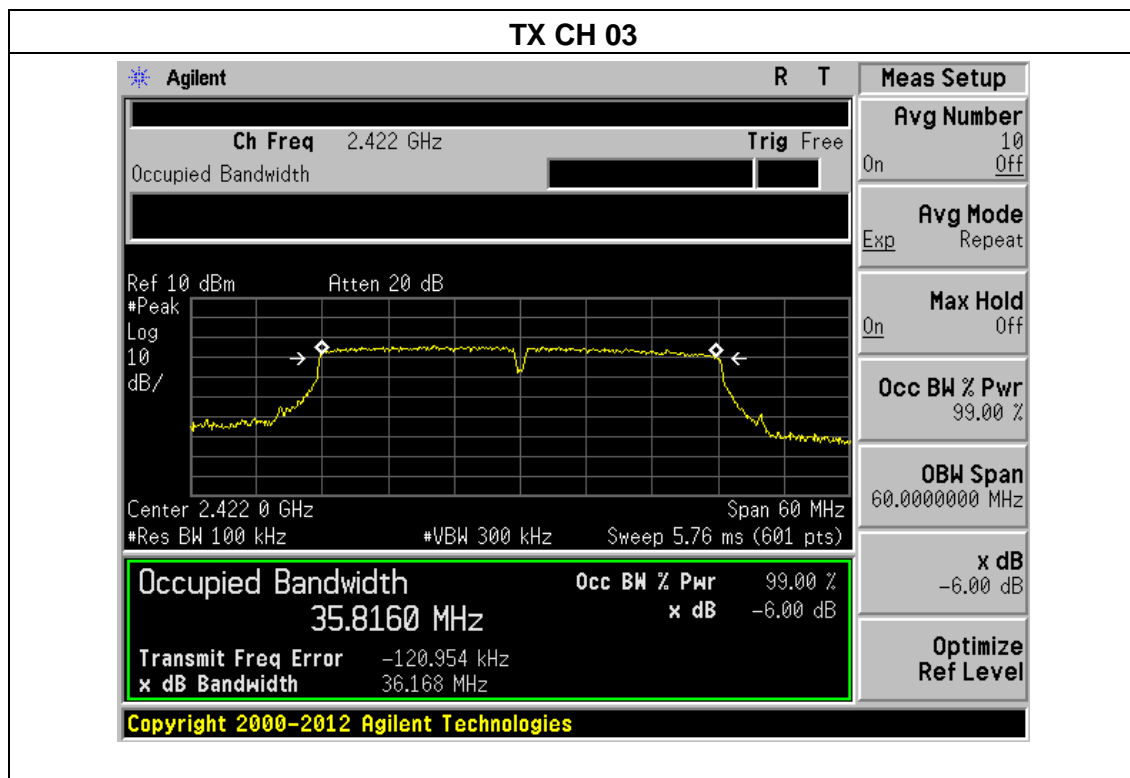 TX CH 03
Agilent R T
Ch Freq 2.422 GHz Trig Free
Occupied Bandwidth
Ref 10 dBm Atten 20 dB
#Peak
Log
10
dB/
Center 2.422 0 GHz Span 60 MHz
#Res BW 100 kHz #VBW 300 kHz Sweep 5.76 ms (601 pts)
Occupied Bandwidth Occ BW % Pwr 99.00 %
35.8160 MHz x dB -6.00 dB
Transmit Freq Error -120.954 kHz
x dB Bandwidth 36.168 MHz
Copyright 2000-2012 Agilent Technologies
Meas Setup
Avg Number
10
On Off
Avg Mode
Exp Repeat
Max Hold
On Off
Occ BW % Pwr
99.00 %
OBW Span
60.0000000 MHz
x dB
-6.00 dB
Optimize
Ref Level